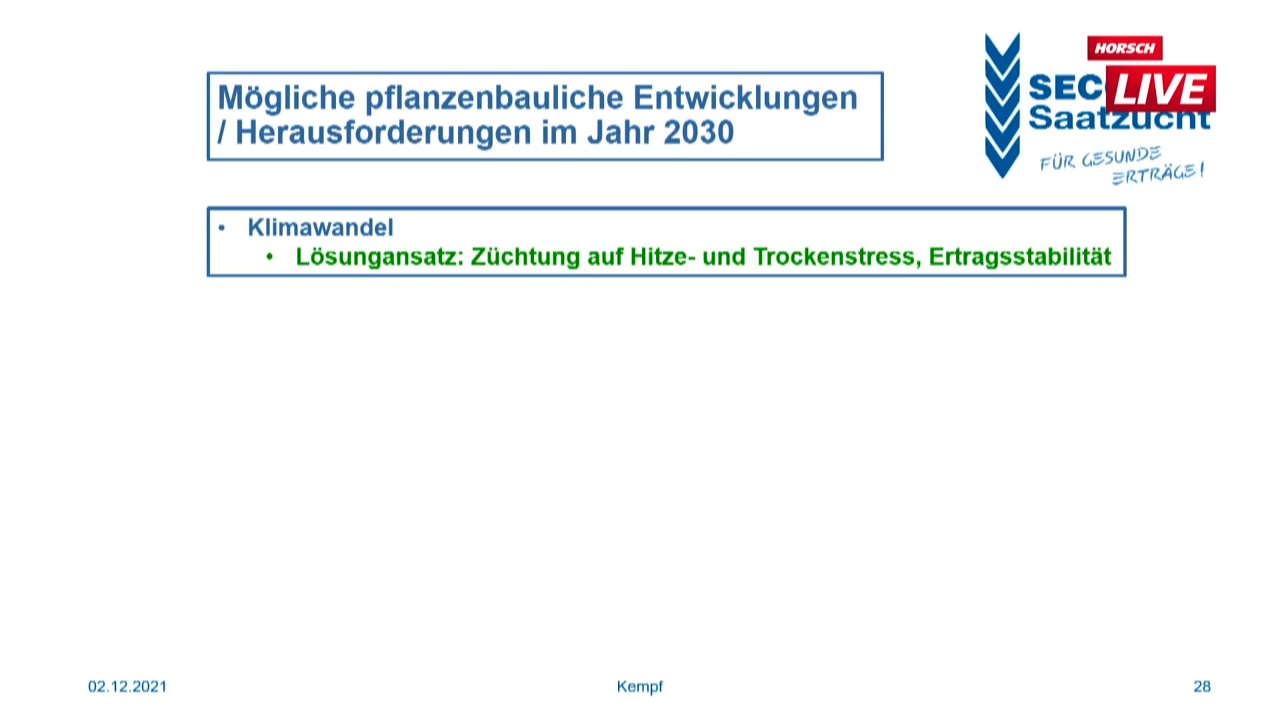 HORSCH
LIVE
SEC
Saatzucht
FÜR GESUNDE
ERTRÄGE!
Mögliche pflanzenbauliche Entwicklungen
/ Herausforderungen im Jahr 2030
• Klimawandel
• Lösungansatz: Züchtung auf Hitze- und Trockenstress, Ertragsstabilität
02.12.2021
Kempf
28